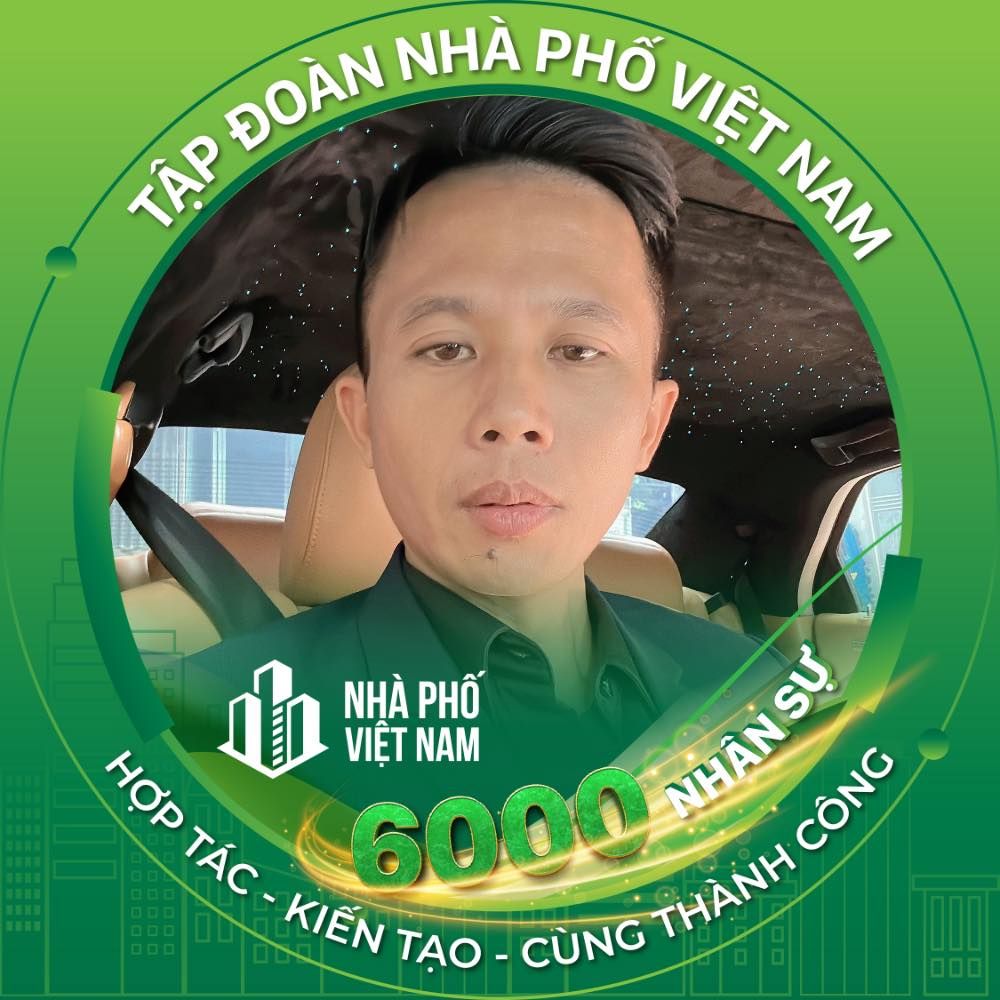 TẬP ĐOÀN NHÀ PHỐ VIỆT NAM
NHÀ PHỐ
VIỆT NAM
6000 NHÂN SỰ
HỢP TÁC - KIẾN TẠO - CÙNG THÀNH CÔNG